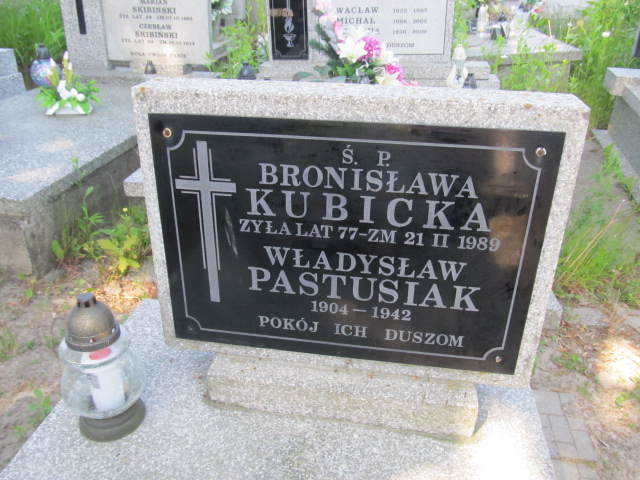 MARIAN
SKIBIŃSKI
CZESŁAW
SKIBIŃSKI
WACŁAW
MICHAŁ
DUSZOM
Ś. P.
BRONISŁAWA
KUBICKA
ŻYŁA LAT 77-ZM 21 II 1989
WŁADYSŁAW
PASTUSIAK
1904 - 1942
POKÓJ ICH DUSZOM